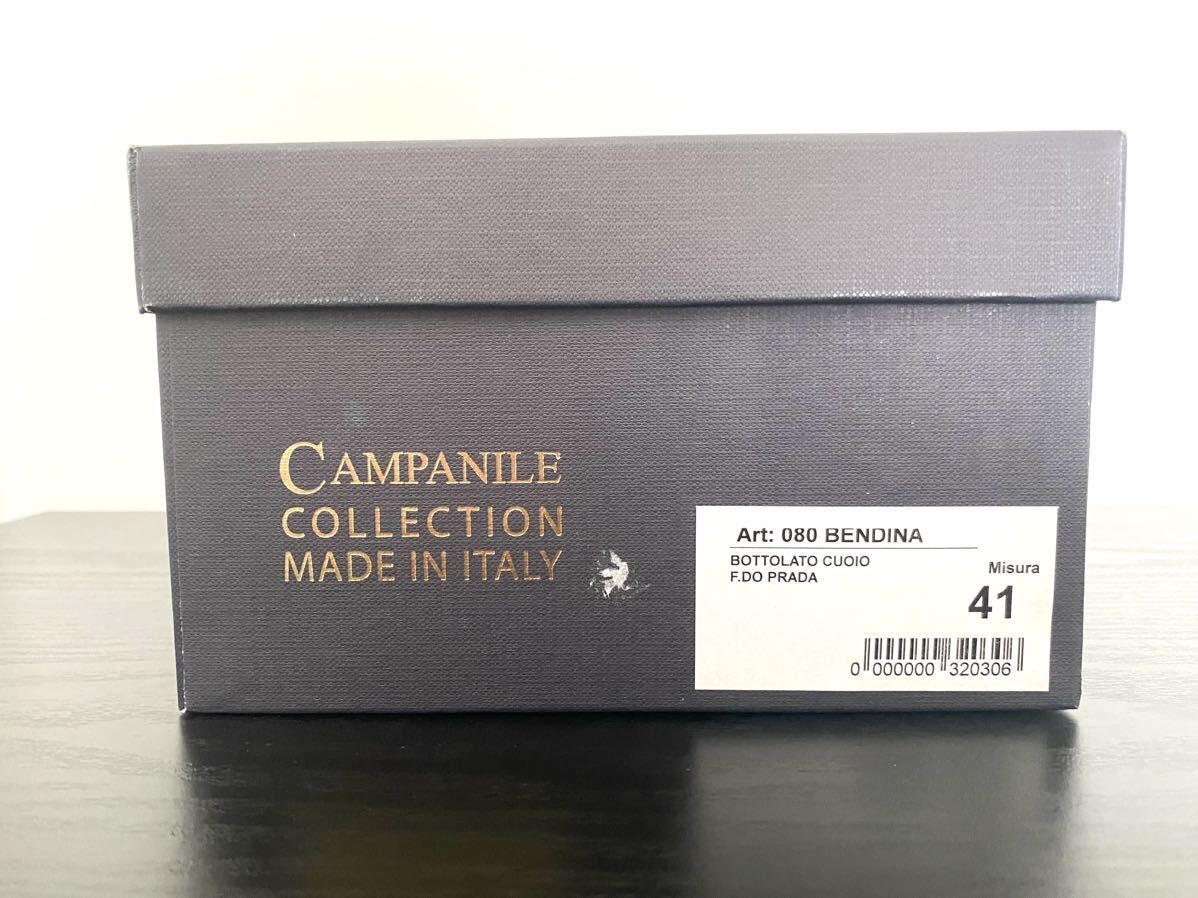 CAMPANILE
COLLECTION
MADE IN ITALY
Art: 080 BENDINA
BOTTOLATO CUOIO
F.DO PRADA
Misura
41
0 000000 320306